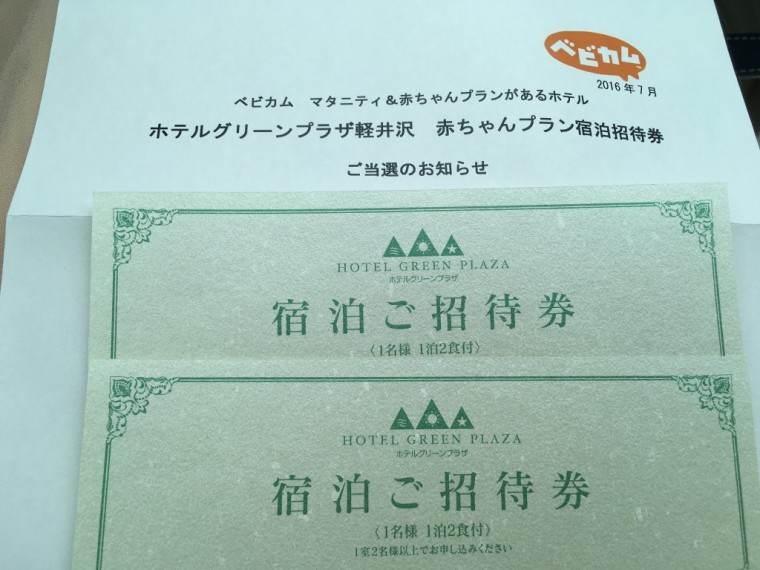 ベビカム
2016年7月
ベビカム　マタニティ&赤ちゃんプランがあるホテル
ホテルグリーンプラザ軽井沢　赤ちゃんプラン宿泊招待券
ご当選のお知らせ
HOTEL GREEN PLAZA
ホテルグリーンプラザ
宿泊ご招待券
〈1名様 1泊2食付〉
HOTEL GREEN PLAZA
ホテルグリーンプラザ
宿泊ご招待券
〈1名様 1泊2食付〉
1室2名様以上でお申し込みください